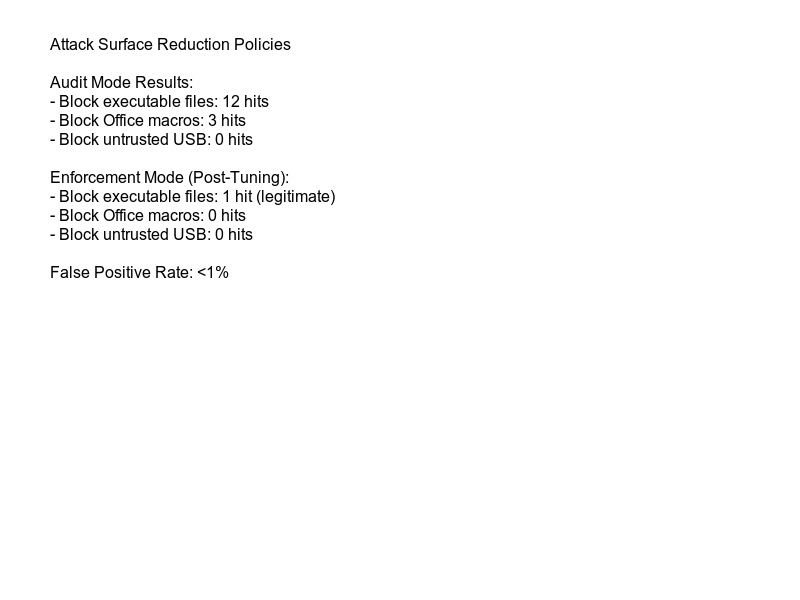 Attack Surface Reduction Policies
Audit Mode Results:
- Block executable files: 12 hits
- Block Office macros: 3 hits
- Block untrusted USB: 0 hits
Enforcement Mode (Post-Tuning):
- Block executable files: 1 hit (legitimate)
- Block Office macros: 0 hits
- Block untrusted USB: 0 hits
False Positive Rate: <1%